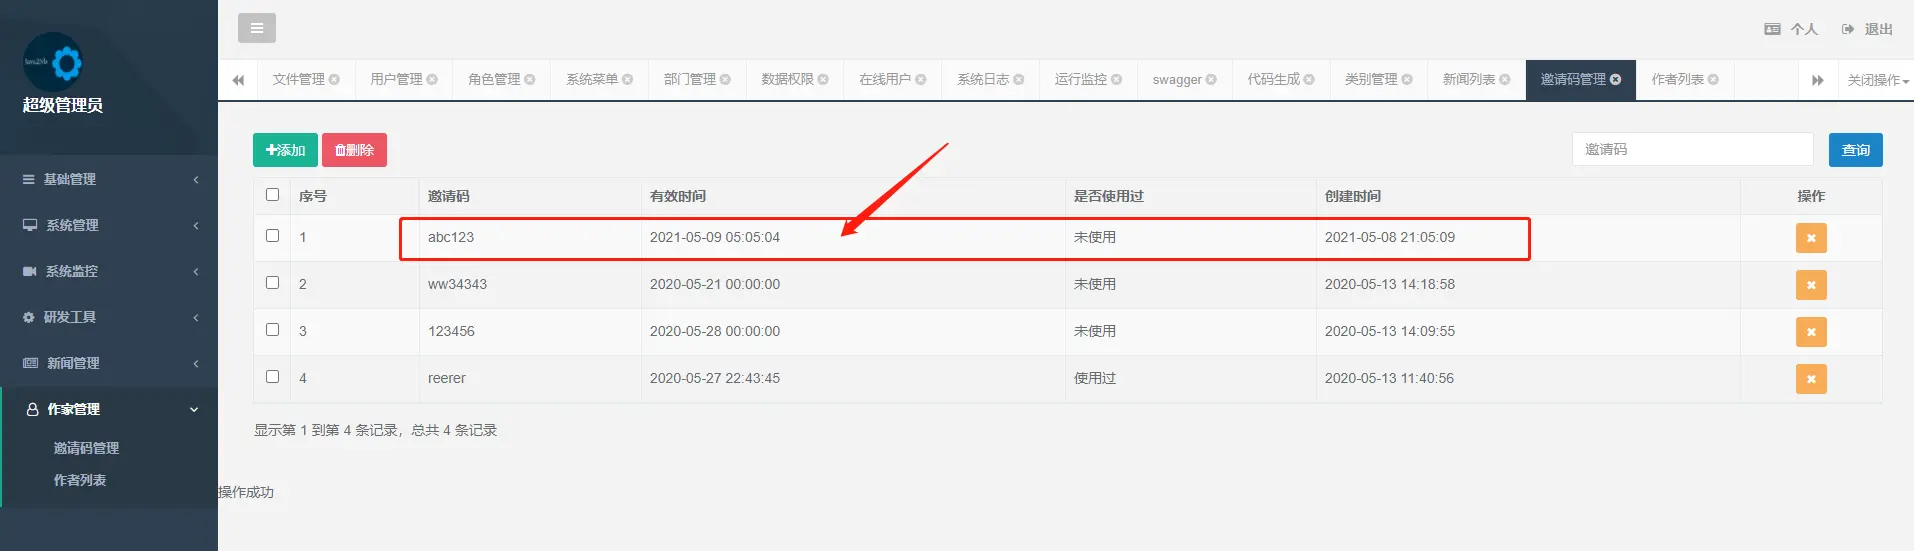 个人 退出
文件管理 用户管理 角色管理 系统菜单 部门管理 数据权限 在线用户 系统日志 运行监控 swagger 代码生成 类别管理 新闻列表 邀请码管理 作者列表 关闭操作
超级管理员
基础管理
系统管理
系统监控
研发工具
新闻管理
作家管理
邀请码管理
作者列表
添加 删除 邀请码 查询
序号 邀请码 有效时间 是否使用过 创建时间 操作
1 abc123 2021-05-09 05:05:04 未使用 2021-05-08 21:05:09
2 ww34343 2020-05-21 00:00:00 未使用 2020-05-13 14:18:58
3 123456 2020-05-28 00:00:00 未使用 2020-05-13 14:09:55
4 reerer 2020-05-27 22:43:45 使用过 2020-05-13 11:40:56
显示第 1 到第 4 条记录，总共 4 条记录
操作成功